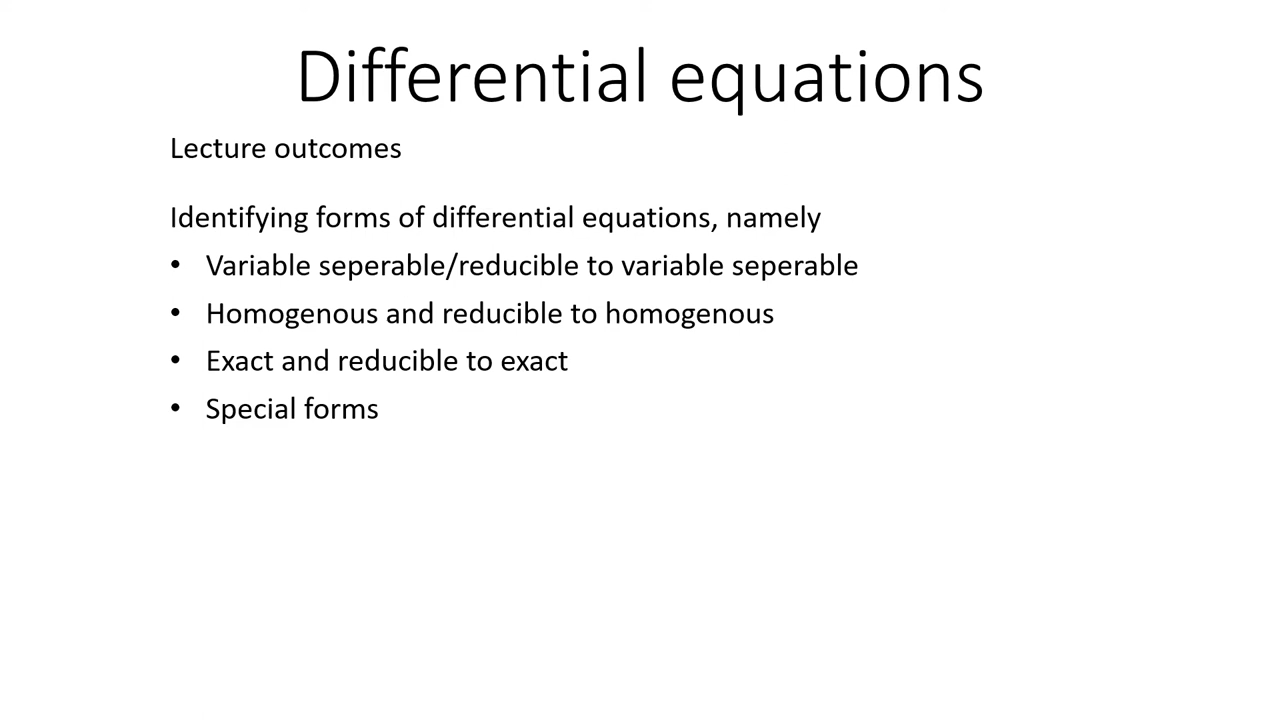 Differential equations
Lecture outcomes
Identifying forms of differential equations, namely
• Variable seperable/reducible to variable seperable
• Homogenous and reducible to homogenous
• Exact and reducible to exact
• Special forms